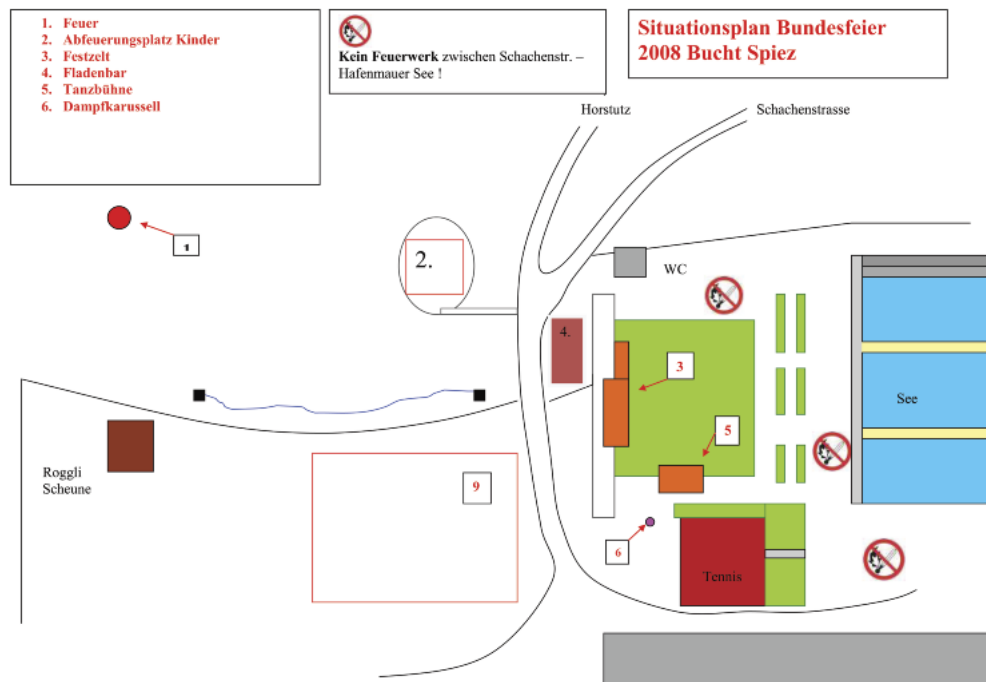 1. Feuer
2. Abfeuerungsplatz Kinder
3. Festzelt
4. Fladenbar
5. Tanzbühne
6. Dampfkarussell
Kein Feuerwerk zwischen Schachenstr. –
Hafenmauer See !
Situationsplan Bundesfeier
2008 Bucht Spiez
Horstutz
Schachenstrasse
1
2.
WC
4.
3
See
5
Roggli
Scheune
9
6
Tennis